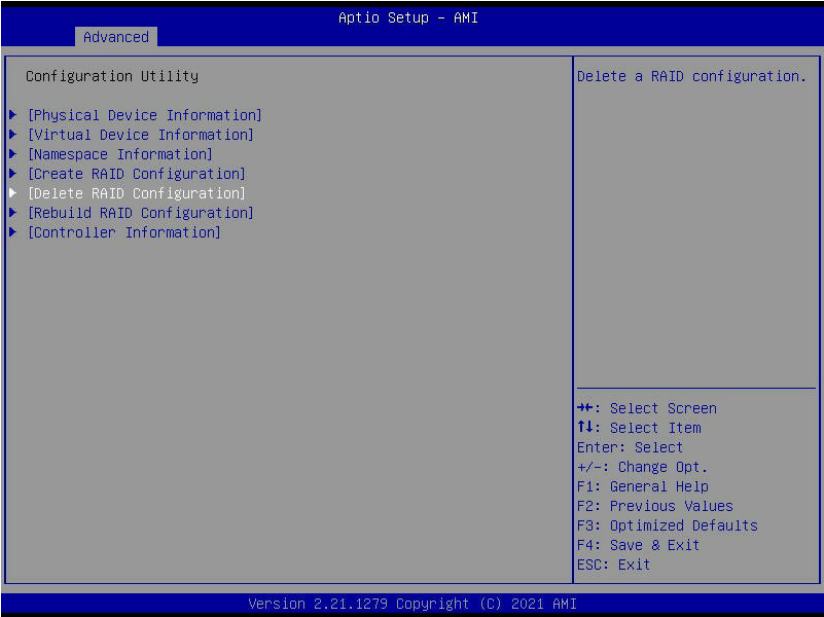 Aptio Setup – AMI
Advanced
Configuration Utility
[Physical Device Information]
[Virtual Device Information]
[Namespace Information]
[Create RAID Configuration]
[Delete RAID Configuration]
[Rebuild RAID Configuration]
[Controller Information]
Delete a RAID configuration.
→←: Select Screen
↑↓: Select Item
Enter: Select
+/-: Change Opt.
F1: General Help
F2: Previous Values
F3: Optimized Defaults
F4: Save & Exit
ESC: Exit
Version 2.21.1279 Copyright (C) 2021 AMI